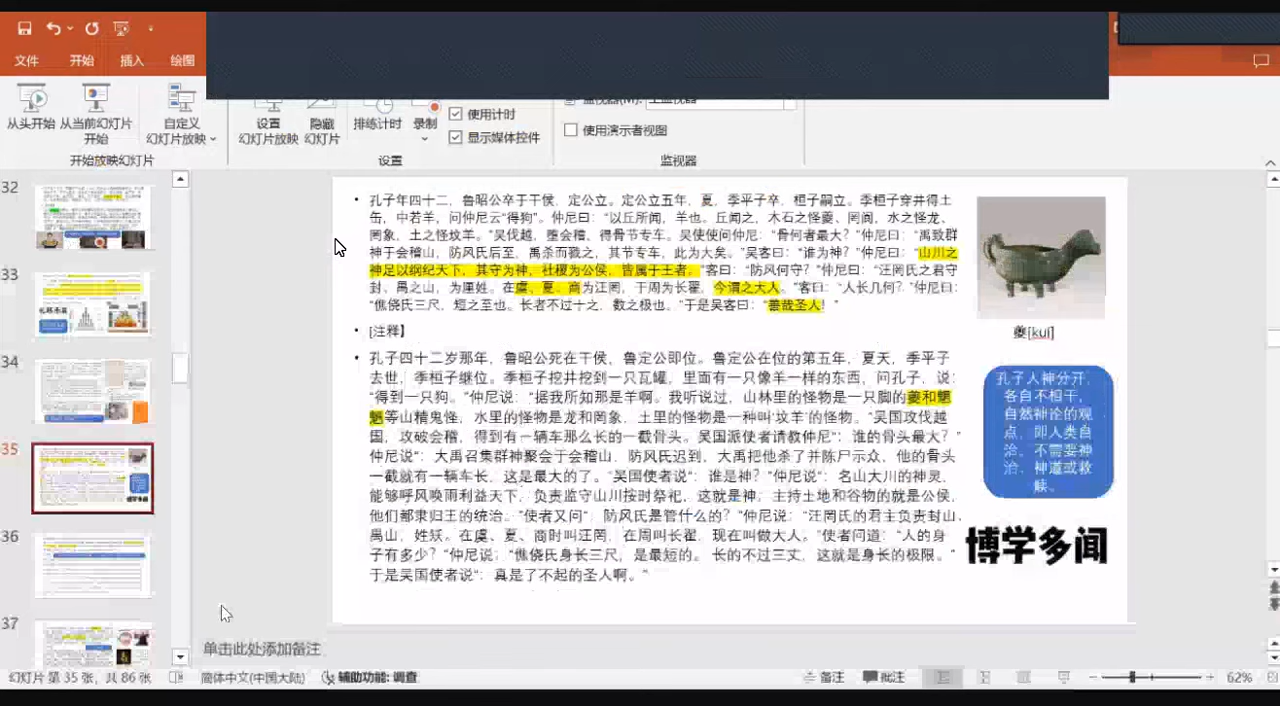 文件 开始 插入 绘图
从头开始 从当前幻灯片 开始
自定义 幻灯片放映
开始放映幻灯片
设置 幻灯片放映
隐藏 幻灯片
排练计时 录制
使用计时
显示媒体控件
设置
使用演示者视图
监视器
32
33
34
35
36
37
孔子年四十二，鲁昭公卒于干侯，定公立。定公立五年，夏，季平子卒，桓子嗣立。季桓子穿井得土
缶，中若羊，问仲尼云“得狗”。仲尼曰：“以丘所闻，羊也。丘闻之，木石之怪夔、罔阆，水之怪龙、
罔象，土之怪坟羊。”吴伐越，堕会稽，得骨节专车。吴使使问仲尼：“骨何者最大？”仲尼曰：“禹致群
神于会稽山，防风氏后至，禹杀而戮之，其节专车，此为大矣。”吴客曰：“谁为神？”仲尼曰：“山川之
神足以纲纪天下，其守为神，社稷为公侯，皆属于王者。”客曰：“防风何守？”仲尼曰：“汪罔氏之君守
封、禺之山，为厘姓。在虞、夏、商为汪罔，于周为长翟，今谓之大人。”客曰：“人长几何？”仲尼曰：
“僬侥氏三尺，短之至也。长者不过十之，数之极也。”于是吴客曰：“善哉圣人！”
[注释】
孔子四十二岁那年，鲁昭公死在干侯，鲁定公即位。鲁定公在位的第五年，夏天，季平子
去世，季桓子继位。季桓子挖井挖到一只瓦罐，里面有一只像羊一样的东西，问孔子，说：
“得到一只狗。”仲尼说：“据我所知那是羊啊。我听说过，山林里的怪物是一只脚的夔和魍
魉等山精鬼怪，水里的怪物是龙和罔象，土里的怪物是一种叫坟羊的怪物。”吴国攻伐越
国，攻破会稽，得到有一辆车那么长的一截骨头。吴国派使者请教仲尼“：谁的骨头最大？”
仲尼说“：大禹召集群神聚会于会稽山，防风氏迟到，大禹把他杀了并陈尸示众，他的骨头
一截就有一辆车长，这是最大的了。”吴国使者说“：谁是神？”仲尼说“：名山大川的神灵，
能够呼风唤雨利益天下，负责监守山川按时祭祀，这就是神，主持土地和谷物的就是公侯，
他们都隶归王的统治。”使者又问“：防风氏是管什么的？”仲尼说：“汪罔氏的君主负责封山、
禺山，姓厘。在虞、夏、商时叫汪罔，在周叫长翟，现在叫做大人。”使者问道：“人的身
子有多少？”仲尼说“：僬侥氏身长三尺，是最短的。长的不过三丈，这就是身长的极限。”
于是吴国使者说“：真是了不起的圣人啊。”
夔[kuí]
孔子人神分开，
各自不相干，
自然神论的观
点，即人类自
治。不需要神
治、神道或救
赎。
博学多闻
单击此处添加备注
幻灯片 第 35 张，共 86 张 简体中文(中国大陆) 辅助功能: 调查 备注 批注 62%